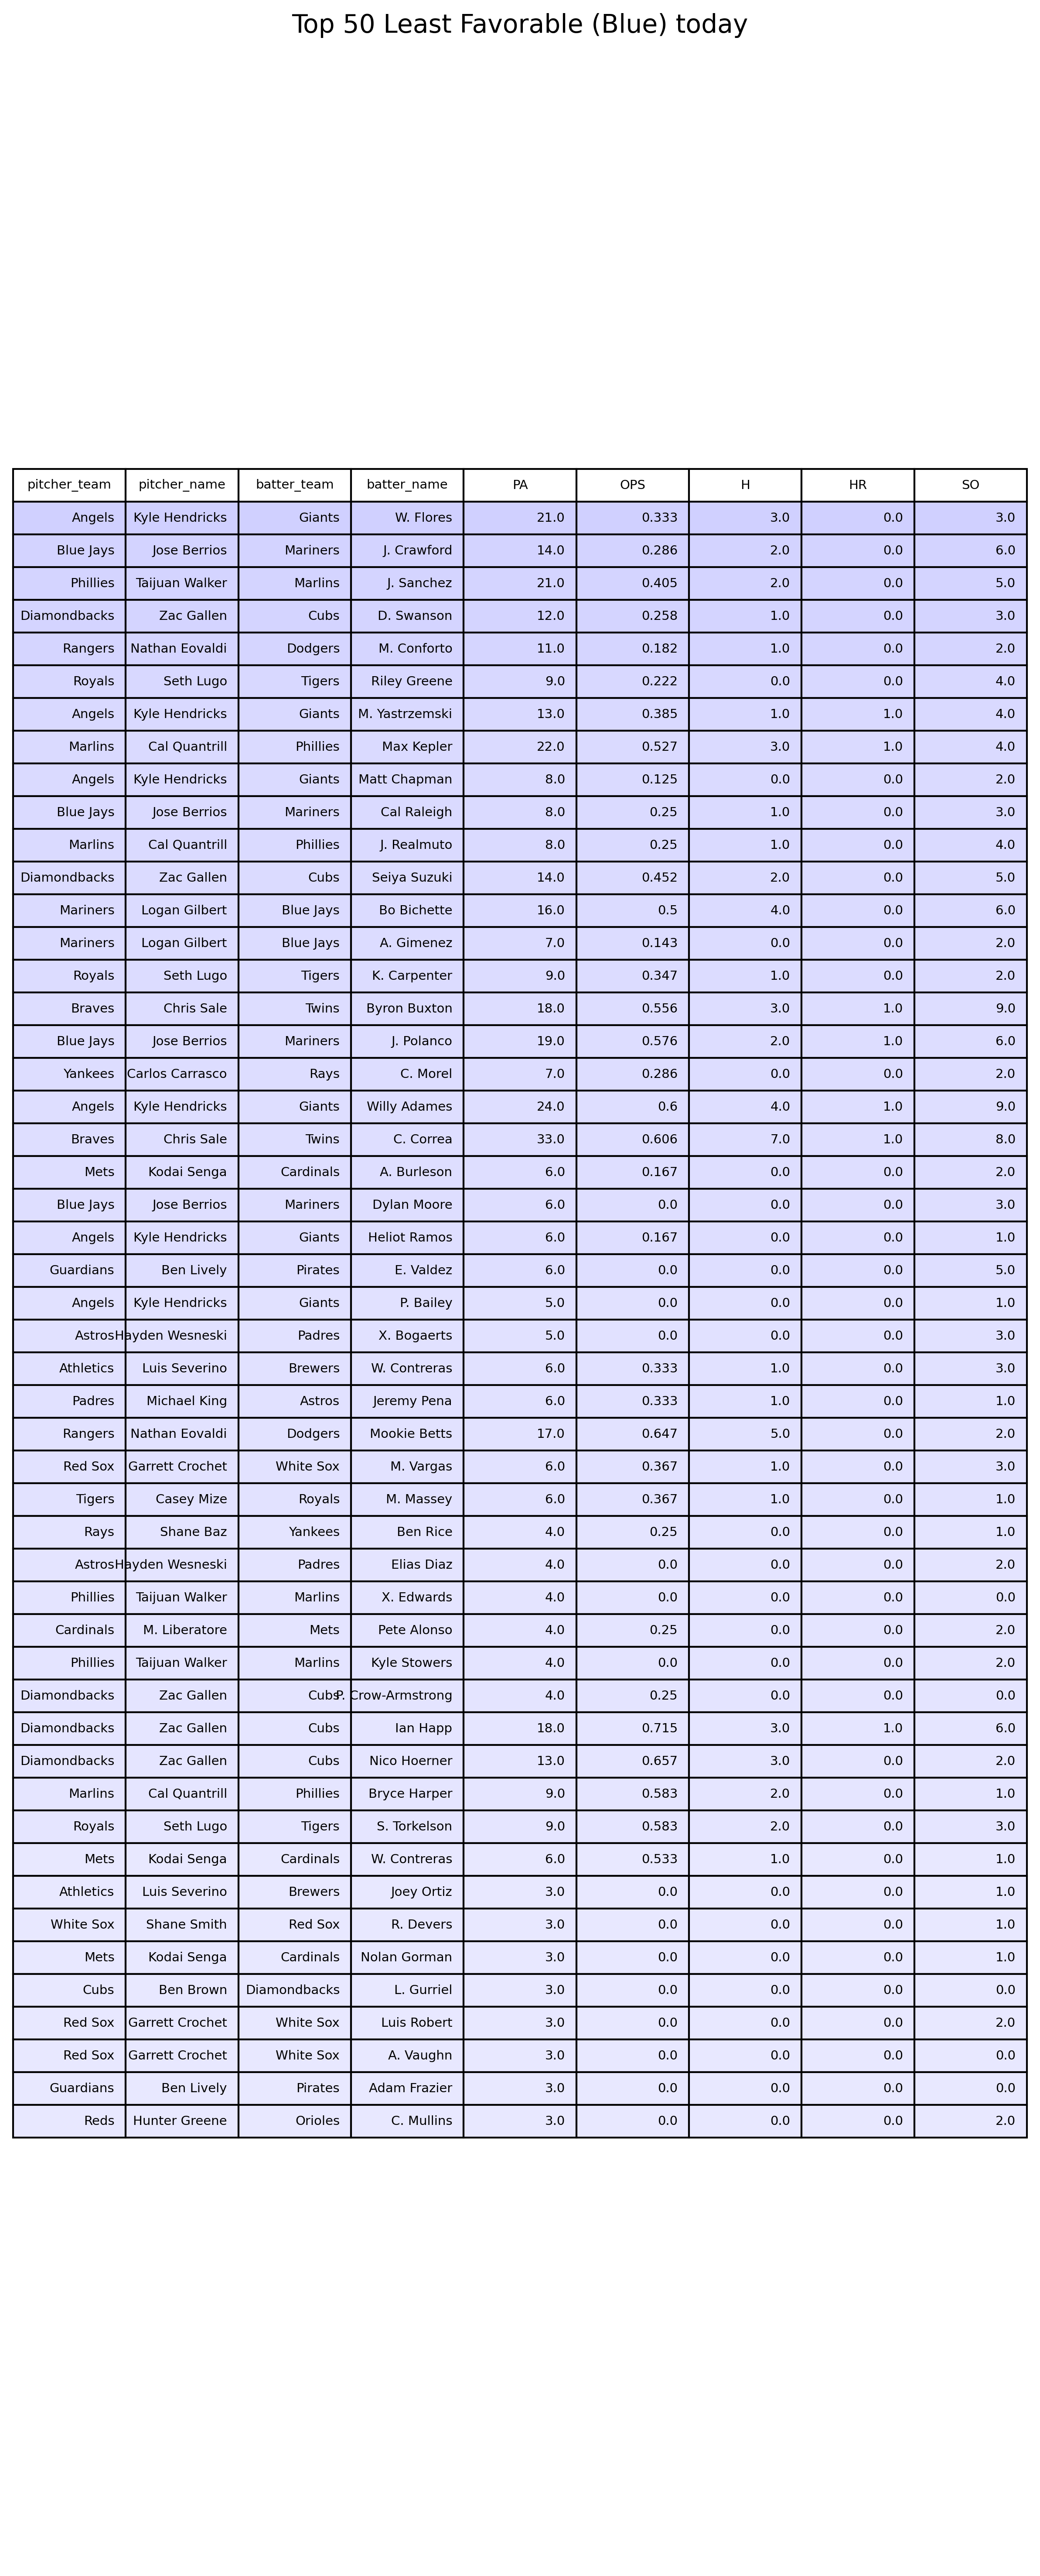 Top 50 Least Favorable (Blue) today
pitcher_team pitcher_name batter_team batter_name PA OPS H HR SO
Angels Kyle Hendricks Giants W. Flores 21.0 0.333 3.0 0.0 3.0
Blue Jays Jose Berrios Mariners J. Crawford 14.0 0.286 2.0 0.0 6.0
Phillies Taijuan Walker Marlins J. Sanchez 21.0 0.405 2.0 0.0 5.0
Diamondbacks Zac Gallen Cubs D. Swanson 12.0 0.258 1.0 0.0 3.0
Rangers Nathan Eovaldi Dodgers M. Conforto 11.0 0.182 1.0 0.0 2.0
Royals Seth Lugo Tigers Riley Greene 9.0 0.222 0.0 0.0 4.0
Angels Kyle Hendricks Giants M. Yastrzemski 13.0 0.385 1.0 1.0 4.0
Marlins Cal Quantrill Phillies Max Kepler 22.0 0.527 3.0 1.0 4.0
Angels Kyle Hendricks Giants Matt Chapman 8.0 0.125 0.0 0.0 2.0
Blue Jays Jose Berrios Mariners Cal Raleigh 8.0 0.25 1.0 0.0 3.0
Marlins Cal Quantrill Phillies J. Realmuto 8.0 0.25 1.0 0.0 4.0
Diamondbacks Zac Gallen Cubs Seiya Suzuki 14.0 0.452 2.0 0.0 5.0
Mariners Logan Gilbert Blue Jays Bo Bichette 16.0 0.5 4.0 0.0 6.0
Mariners Logan Gilbert Blue Jays A. Gimenez 7.0 0.143 0.0 0.0 2.0
Royals Seth Lugo Tigers K. Carpenter 9.0 0.347 1.0 0.0 2.0
Braves Chris Sale Twins Byron Buxton 18.0 0.556 3.0 1.0 9.0
Blue Jays Jose Berrios Mariners J. Polanco 19.0 0.576 2.0 1.0 6.0
Yankees Carlos Carrasco Rays C. Morel 7.0 0.286 0.0 0.0 2.0
Angels Kyle Hendricks Giants Willy Adames 24.0 0.6 4.0 1.0 9.0
Braves Chris Sale Twins C. Correa 33.0 0.606 7.0 1.0 8.0
Mets Kodai Senga Cardinals A. Burleson 6.0 0.167 0.0 0.0 2.0
Blue Jays Jose Berrios Mariners Dylan Moore 6.0 0.0 0.0 0.0 3.0
Angels Kyle Hendricks Giants Heliot Ramos 6.0 0.167 0.0 0.0 1.0
Guardians Ben Lively Pirates E. Valdez 6.0 0.0 0.0 0.0 5.0
Angels Kyle Hendricks Giants P. Bailey 5.0 0.0 0.0 0.0 1.0
Astros Hayden Wesneski Padres X. Bogaerts 5.0 0.0 0.0 0.0 3.0
Athletics Luis Severino Brewers W. Contreras 6.0 0.333 1.0 0.0 3.0
Padres Michael King Astros Jeremy Pena 6.0 0.333 1.0 0.0 1.0
Rangers Nathan Eovaldi Dodgers Mookie Betts 17.0 0.647 5.0 0.0 2.0
Red Sox Garrett Crochet White Sox M. Vargas 6.0 0.367 1.0 0.0 3.0
Tigers Casey Mize Royals M. Massey 6.0 0.367 1.0 0.0 1.0
Rays Shane Baz Yankees Ben Rice 4.0 0.25 0.0 0.0 1.0
Astros Hayden Wesneski Padres Elias Diaz 4.0 0.0 0.0 0.0 2.0
Phillies Taijuan Walker Marlins X. Edwards 4.0 0.0 0.0 0.0 0.0
Cardinals M. Liberatore Mets Pete Alonso 4.0 0.25 0.0 0.0 2.0
Phillies Taijuan Walker Marlins Kyle Stowers 4.0 0.0 0.0 0.0 2.0
Diamondbacks Zac Gallen Cubs P. Crow-Armstrong 4.0 0.25 0.0 0.0 0.0
Diamondbacks Zac Gallen Cubs Ian Happ 18.0 0.715 3.0 1.0 6.0
Diamondbacks Zac Gallen Cubs Nico Hoerner 13.0 0.657 3.0 0.0 2.0
Marlins Cal Quantrill Phillies Bryce Harper 9.0 0.583 2.0 0.0 1.0
Royals Seth Lugo Tigers S. Torkelson 9.0 0.583 2.0 0.0 3.0
Mets Kodai Senga Cardinals W. Contreras 6.0 0.533 1.0 0.0 1.0
Athletics Luis Severino Brewers Joey Ortiz 3.0 0.0 0.0 0.0 1.0
White Sox Shane Smith Red Sox R. Devers 3.0 0.0 0.0 0.0 1.0
Mets Kodai Senga Cardinals Nolan Gorman 3.0 0.0 0.0 0.0 1.0
Cubs Ben Brown Diamondbacks L. Gurriel 3.0 0.0 0.0 0.0 0.0
Red Sox Garrett Crochet White Sox Luis Robert 3.0 0.0 0.0 0.0 2.0
Red Sox Garrett Crochet White Sox A. Vaughn 3.0 0.0 0.0 0.0 0.0
Guardians Ben Lively Pirates Adam Frazier 3.0 0.0 0.0 0.0 0.0
Reds Hunter Greene Orioles C. Mullins 3.0 0.0 0.0 0.0 2.0